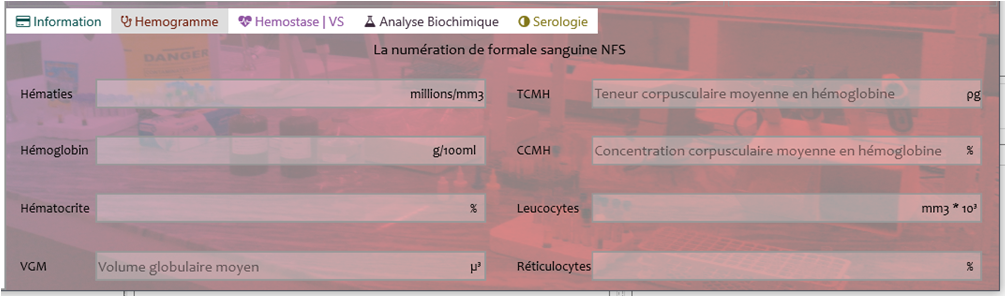 Information Hemogramme Hemostase | VS Analyse Biochimique Serologie
La numération de formale sanguine NFS
Hématies millions/mm3
TCMH Teneur corpusculaire moyenne en hémoglobine pg
Hémoglobin g/100ml
CCMH Concentration corpusculaire moyenne en hémoglobine %
Hématocrite %
Leucocytes mm3 * 10³
VGM Volume globulaire moyen µ³
Réticulocytes %
DANGER